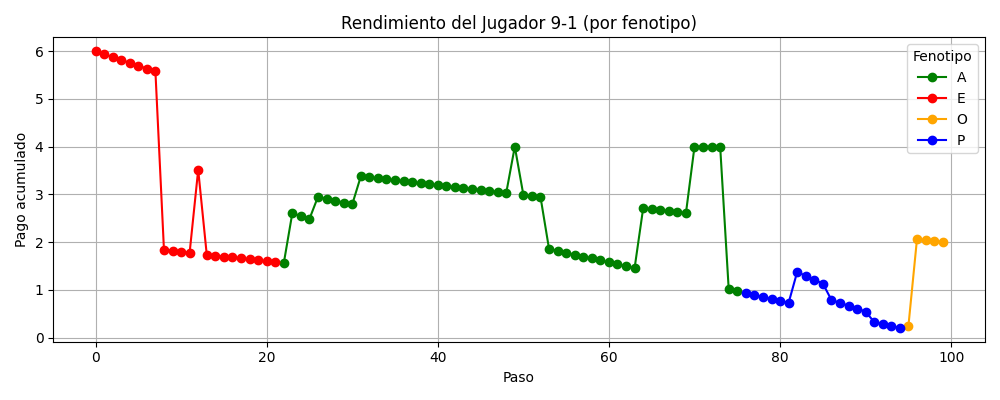 Rendimiento del Jugador 9-1 (por fenotipo)
Pago acumulado
6
5
4
3
2
1
0
0 20 40 60 80 100
Paso
Fenotipo
A
E
O
P